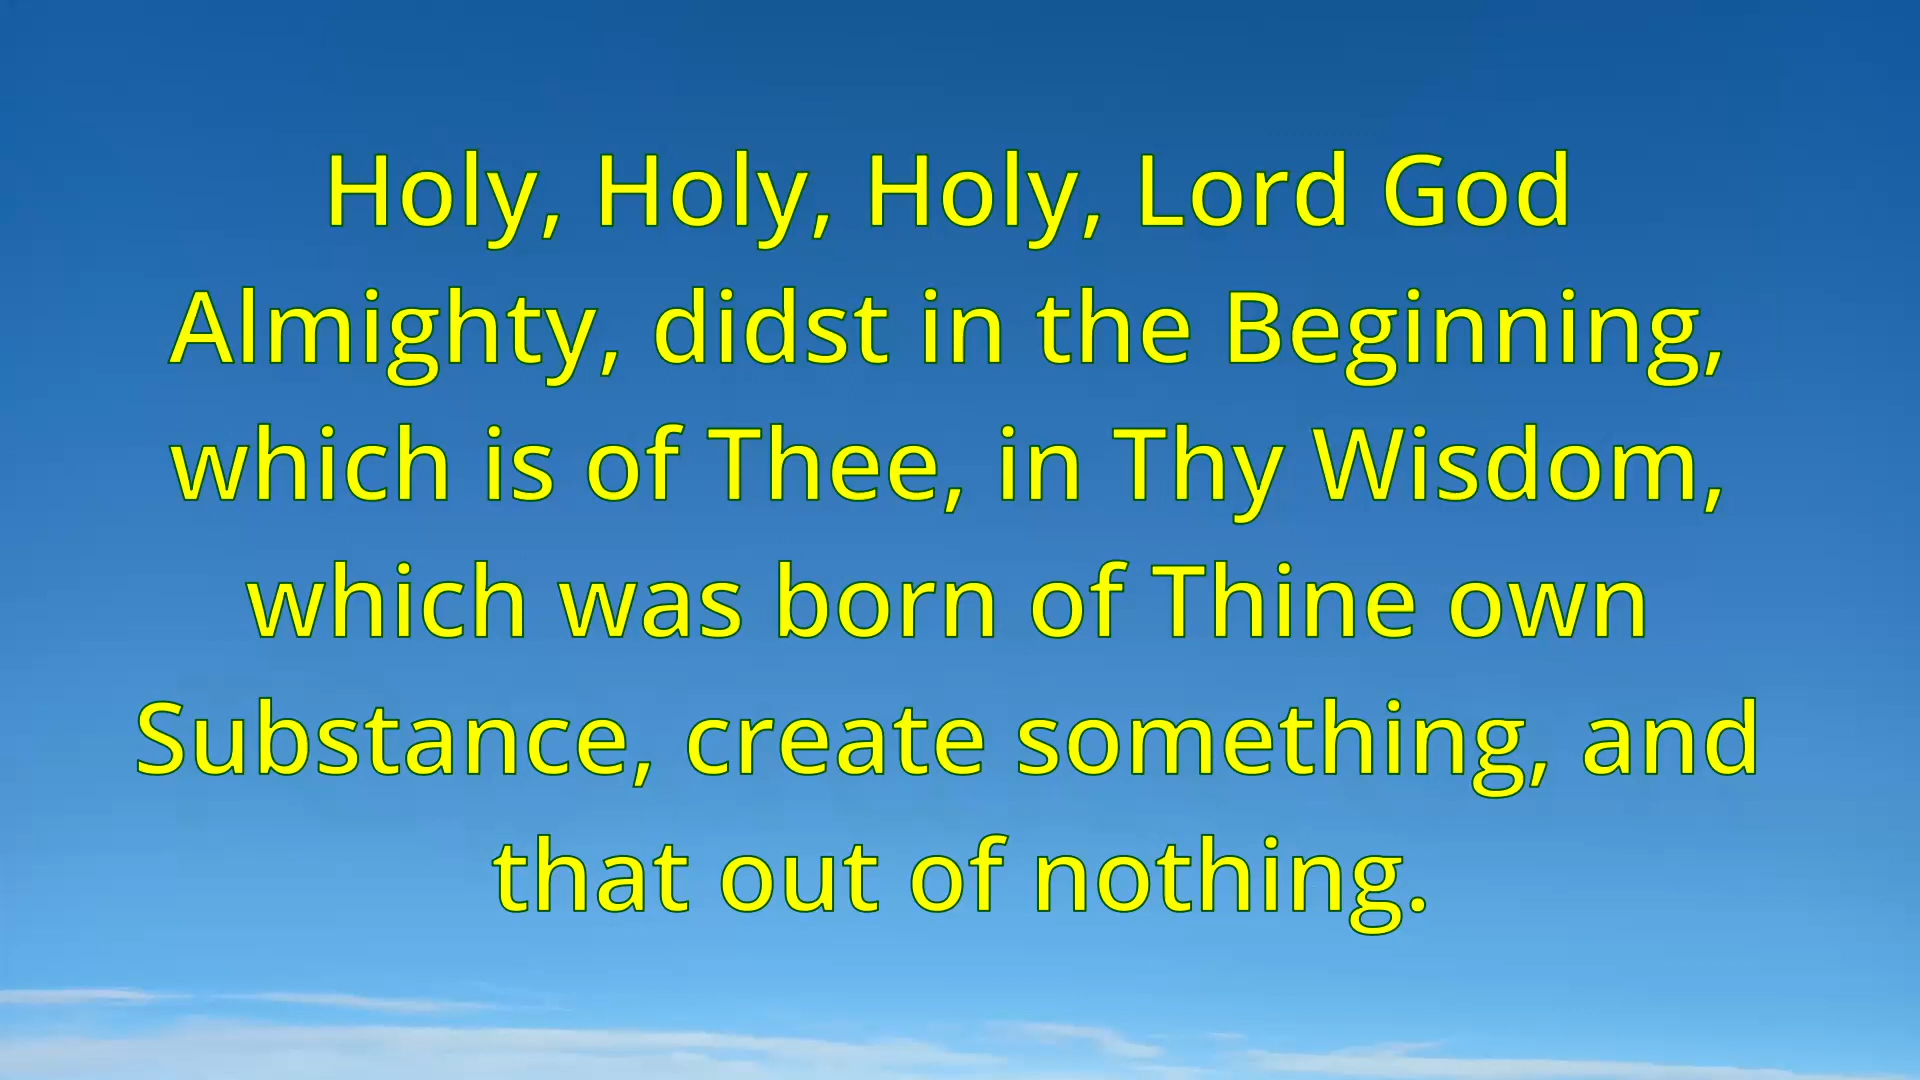 Holy, Holy, Holy, Lord God
Almighty, didst in the Beginning,
which is of Thee, in Thy Wisdom,
which was born of Thine own
Substance, create something, and
that out of nothing.